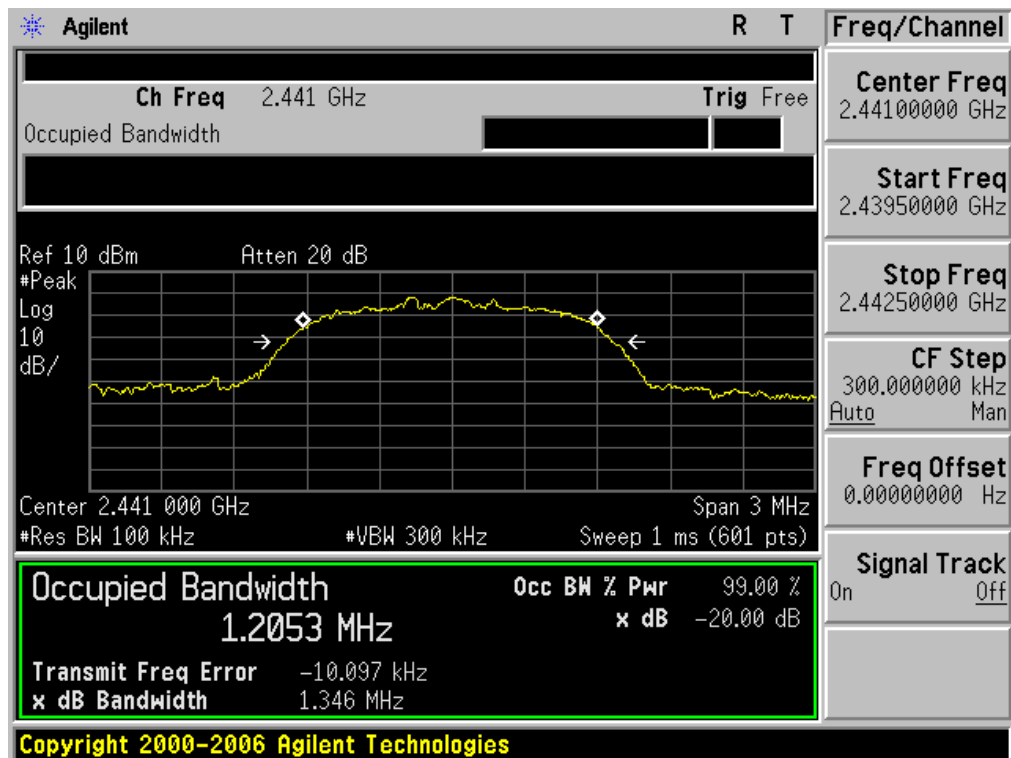 Agilent R T
Ch Freq 2.441 GHz Trig Free
Occupied Bandwidth
Ref 10 dBm Atten 20 dB
#Peak
Log
10
dB/
Center 2.441 000 GHz Span 3 MHz
#Res BW 100 kHz #VBW 300 kHz Sweep 1 ms (601 pts)
Occupied Bandwidth Occ BW % Pwr 99.00 %
1.2053 MHz x dB -20.00 dB
Transmit Freq Error -10.097 kHz
x dB Bandwidth 1.346 MHz
Copyright 2000-2006 Agilent Technologies
Freq/Channel
Center Freq
2.44100000 GHz
Start Freq
2.43950000 GHz
Stop Freq
2.44250000 GHz
CF Step
300.000000 kHz
Auto Man
Freq Offset
0.00000000 Hz
Signal Track
On Off